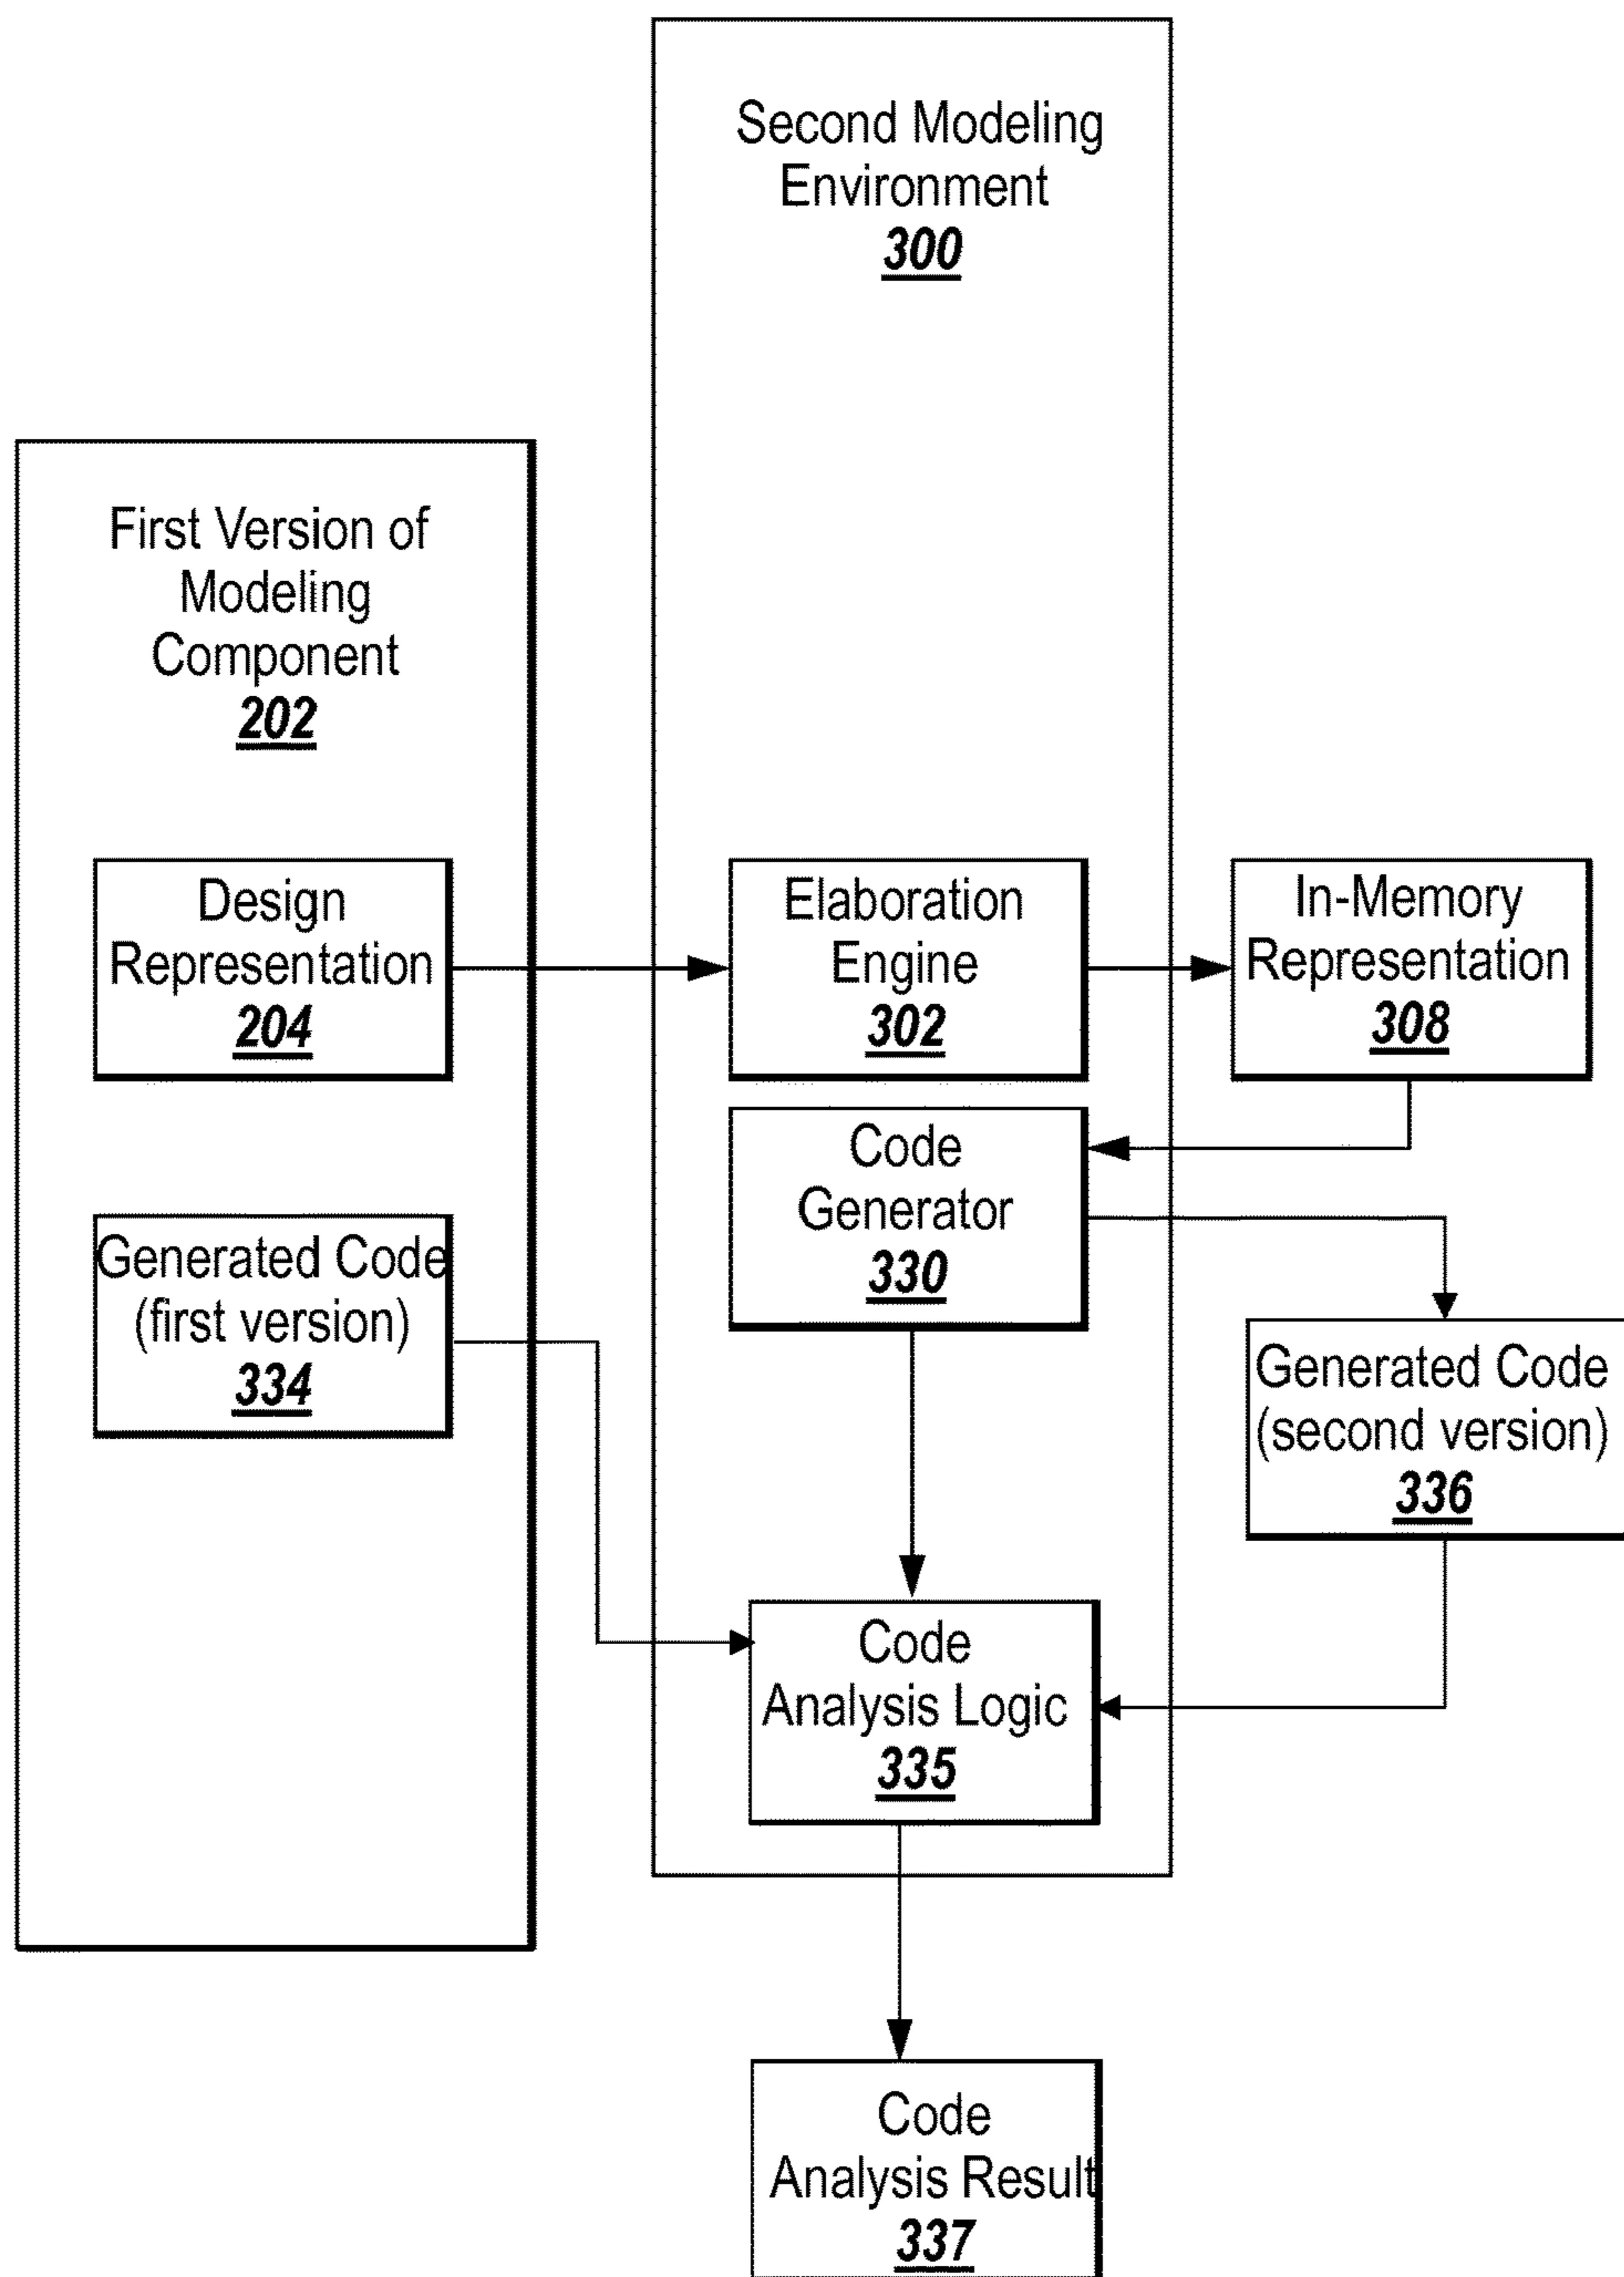 Second Modeling
Environment
300
First Version of
Modeling
Component
202
Design
Representation
204
Elaboration
Engine
302
In-Memory
Representation
308
Code
Generator
330
Generated Code
(first version)
334
Generated Code
(second version)
336
Code
Analysis Logic
335
Code
Analysis Result
337